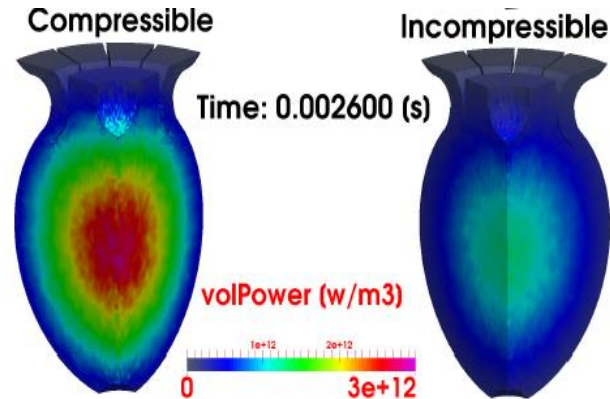 Compressible
Incompressible
Time: 0.002600 (s)
volPower (w/m3)
1e+12 2e+12
0 3e+12